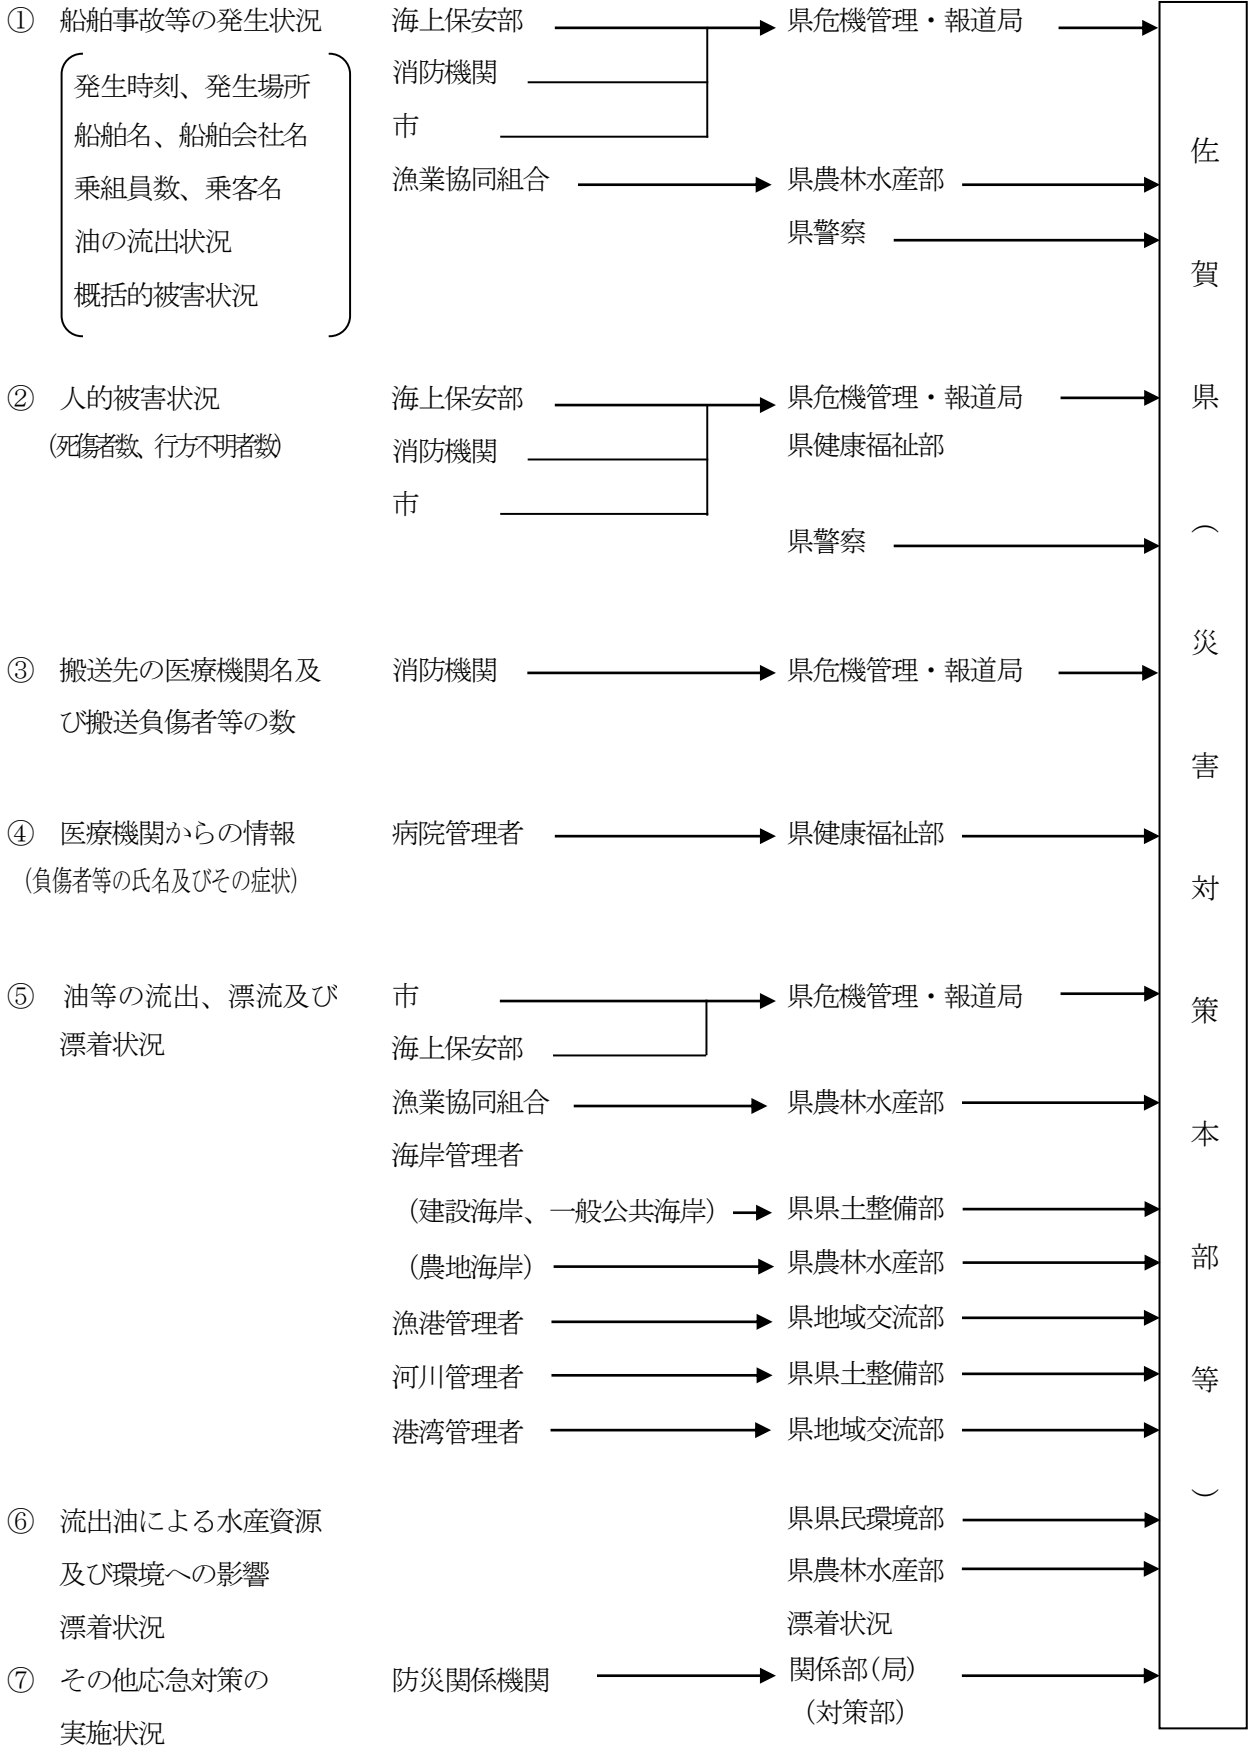 ① 船舶事故等の発生状況 海上保安部 県危機管理・報道局
発生時刻、発生場所 消防機関
船舶名、船舶会社名 市
乗組員数、乗客名 漁業協同組合 県農林水産部
油の流出状況 県警察
概括的被害状況
② 人的被害状況 海上保安部 県危機管理・報道局
(死傷者数、行方不明者数) 消防機関 県健康福祉部
市
県警察
③ 搬送先の医療機関名及 消防機関 県危機管理・報道局
び搬送負傷者等の数
④ 医療機関からの情報 病院管理者 県健康福祉部
(負傷者等の氏名及びその症状)
⑤ 油等の流出、漂流及び 市 県危機管理・報道局
漂着状況 海上保安部
漁業協同組合 県農林水産部
海岸管理者
(建設海岸、一般公共海岸) 県県土整備部
(農地海岸) 県農林水産部
漁港管理者 県地域交流部
河川管理者 県県土整備部
港湾管理者 県地域交流部
⑥ 流出油による水産資源 県県民環境部
及び環境への影響 県農林水産部
漂着状況 漂着状況
⑦ その他応急対策の 防災関係機関 関係部(局)
実施状況 (対策部)
佐賀県(災害対策本部等)